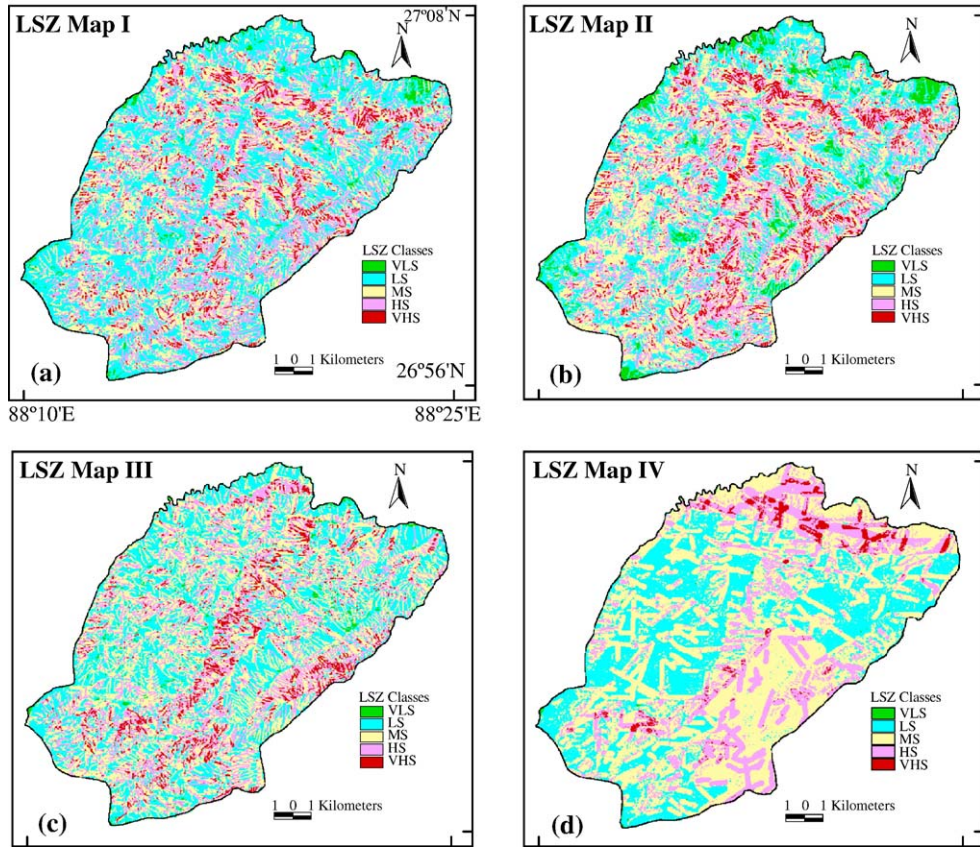 LSZ Map I
N
27°08'N
LSZ Classes
VLS
LS
MS
HS
VHS
1 0 1 Kilometers
(a)
26°56'N
88°10'E
88°25'E
LSZ Map II
N
LSZ Classes
VLS
LS
MS
HS
VHS
1 0 1 Kilometers
(b)
LSZ Map III
N
LSZ Classes
VLS
LS
MS
HS
VHS
1 0 1 Kilometers
(c)
LSZ Map IV
N
LSZ Classes
VLS
LS
MS
HS
VHS
1 0 1 Kilometers
(d)